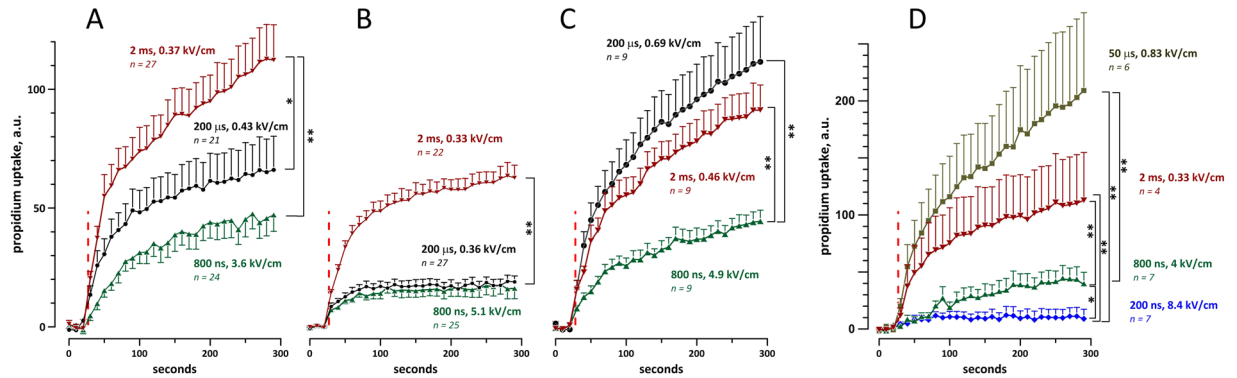 A
B
C
D
propidium uptake, a.u.
100
50
0
2 ms, 0.37 kV/cm
n = 27
200 μs, 0.43 kV/cm
n = 21
800 ns, 3.6 kV/cm
n = 24
*
**
0
100
200
300
seconds
2 ms, 0.33 kV/cm
n = 22
200 μs, 0.36 kV/cm
n = 27
800 ns, 5.1 kV/cm
n = 25
**
0
100
200
300
seconds
200 μs, 0.69 kV/cm
n = 9
2 ms, 0.46 kV/cm
n = 9
800 ns, 4.9 kV/cm
n = 9
**
**
0
100
200
300
seconds
propidium uptake, a.u.
200
100
0
50 μs, 0.83 kV/cm
n = 6
2 ms, 0.33 kV/cm
n = 4
800 ns, 4 kV/cm
n = 7
200 ns, 8.4 kV/cm
n = 7
**
**
**
**
*
0
100
200
300
seconds